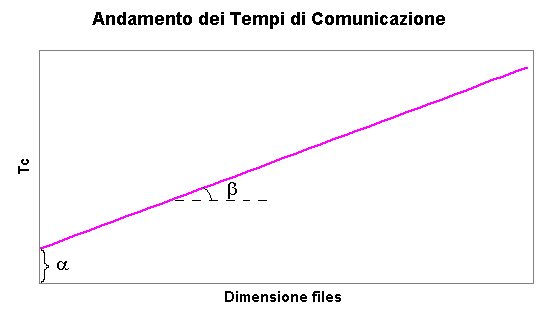 Andamento dei Tempi di Comunicazione
Tc
β
α
Dimensione files